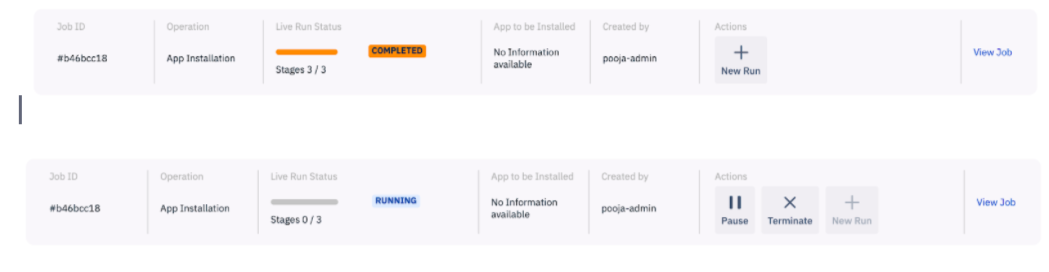 Job ID Operation Live Run Status App to be Installed Created by Actions
#b46bcc18 App Installation COMPLETED No Information available pooja-admin View Job
Stages 3 / 3 New Run
Job ID Operation Live Run Status App to be Installed Created by Actions
#b46bcc18 App Installation RUNNING No Information available pooja-admin View Job
Stages 0 / 3 Pause Terminate New Run